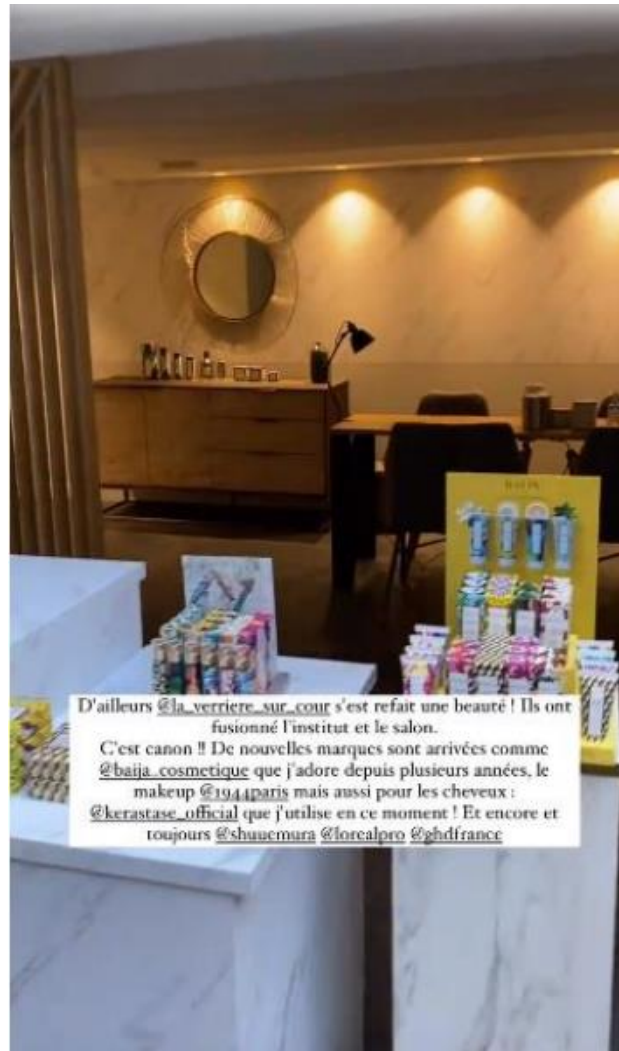 BAÏJA
D'ailleurs @la_verriere_sur_cour s'est refait une beauté ! Ils ont
fusionné l'institut et le salon.
C'est canon !! De nouvelles marques sont arrivées comme
@baija_cosmetique que j'adore depuis plusieurs années, le
makeup @1944paris mais aussi pour les cheveux :
@kerastase_official que j'utilise en ce moment ! Et encore et
toujours @shuuemura @lorealpro @ghdfrance